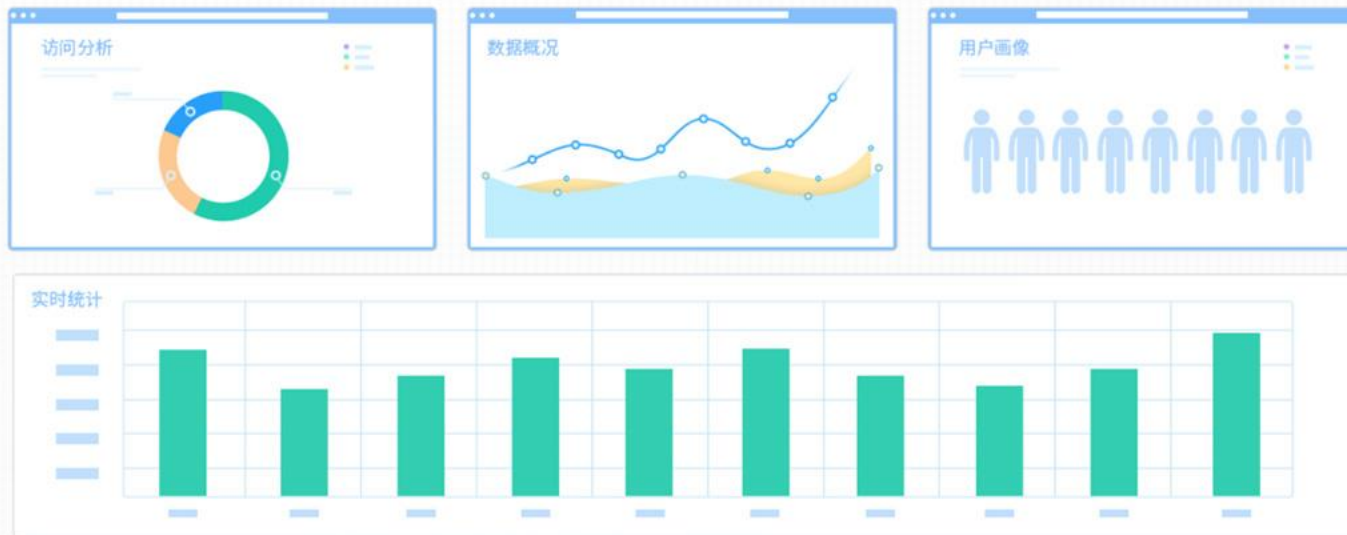 访问分析
数据概况
用户画像
实时统计